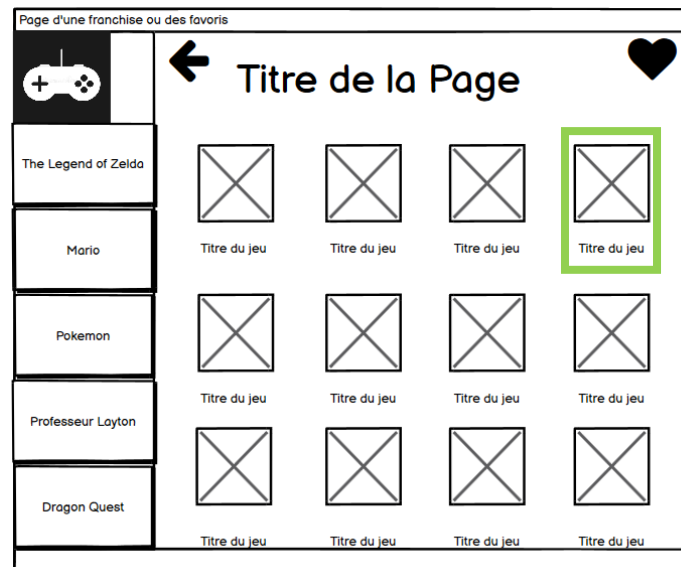 Page d'une franchise ou des favoris
Titre de la Page
The Legend of Zelda
Mario
Pokemon
Professeur Layton
Dragon Quest
Titre du jeu Titre du jeu Titre du jeu Titre du jeu
Titre du jeu Titre du jeu Titre du jeu Titre du jeu
Titre du jeu Titre du jeu Titre du jeu Titre du jeu